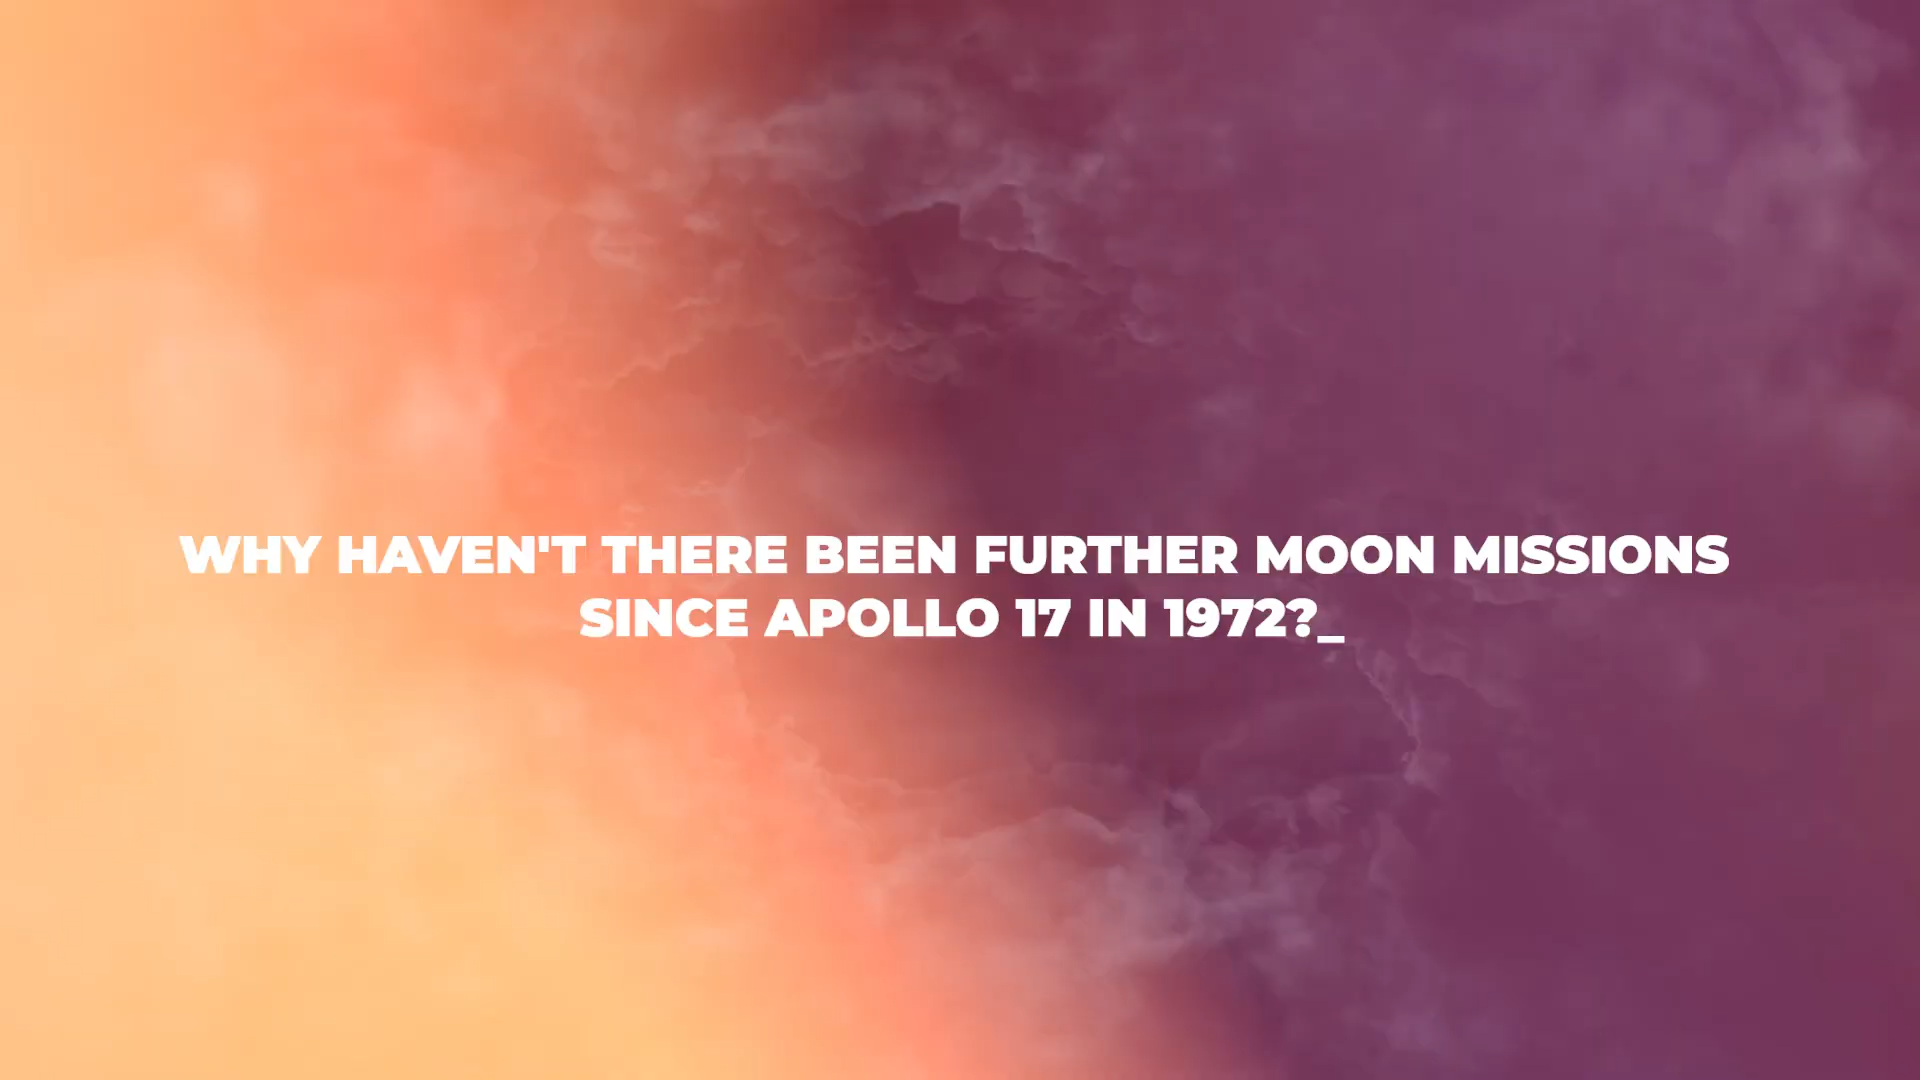 WHY HAVEN'T THERE BEEN FURTHER MOON MISSIONS
SINCE APOLLO 17 IN 1972?_